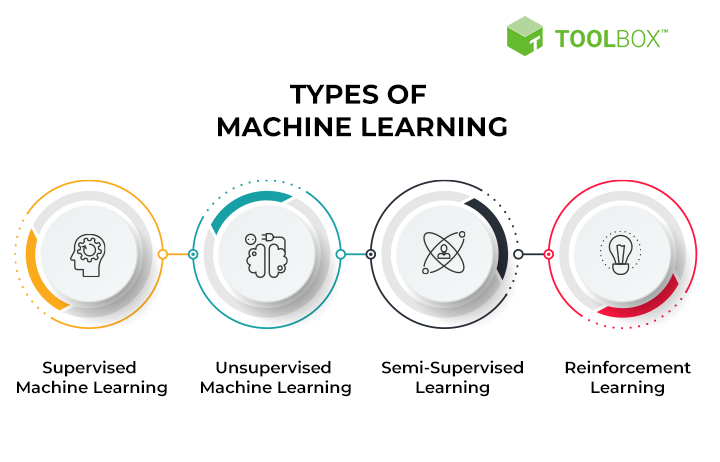 TOOLBOX™
TYPES OF
MACHINE LEARNING
Supervised
Machine Learning
Unsupervised
Machine Learning
Semi-Supervised
Learning
Reinforcement
Learning